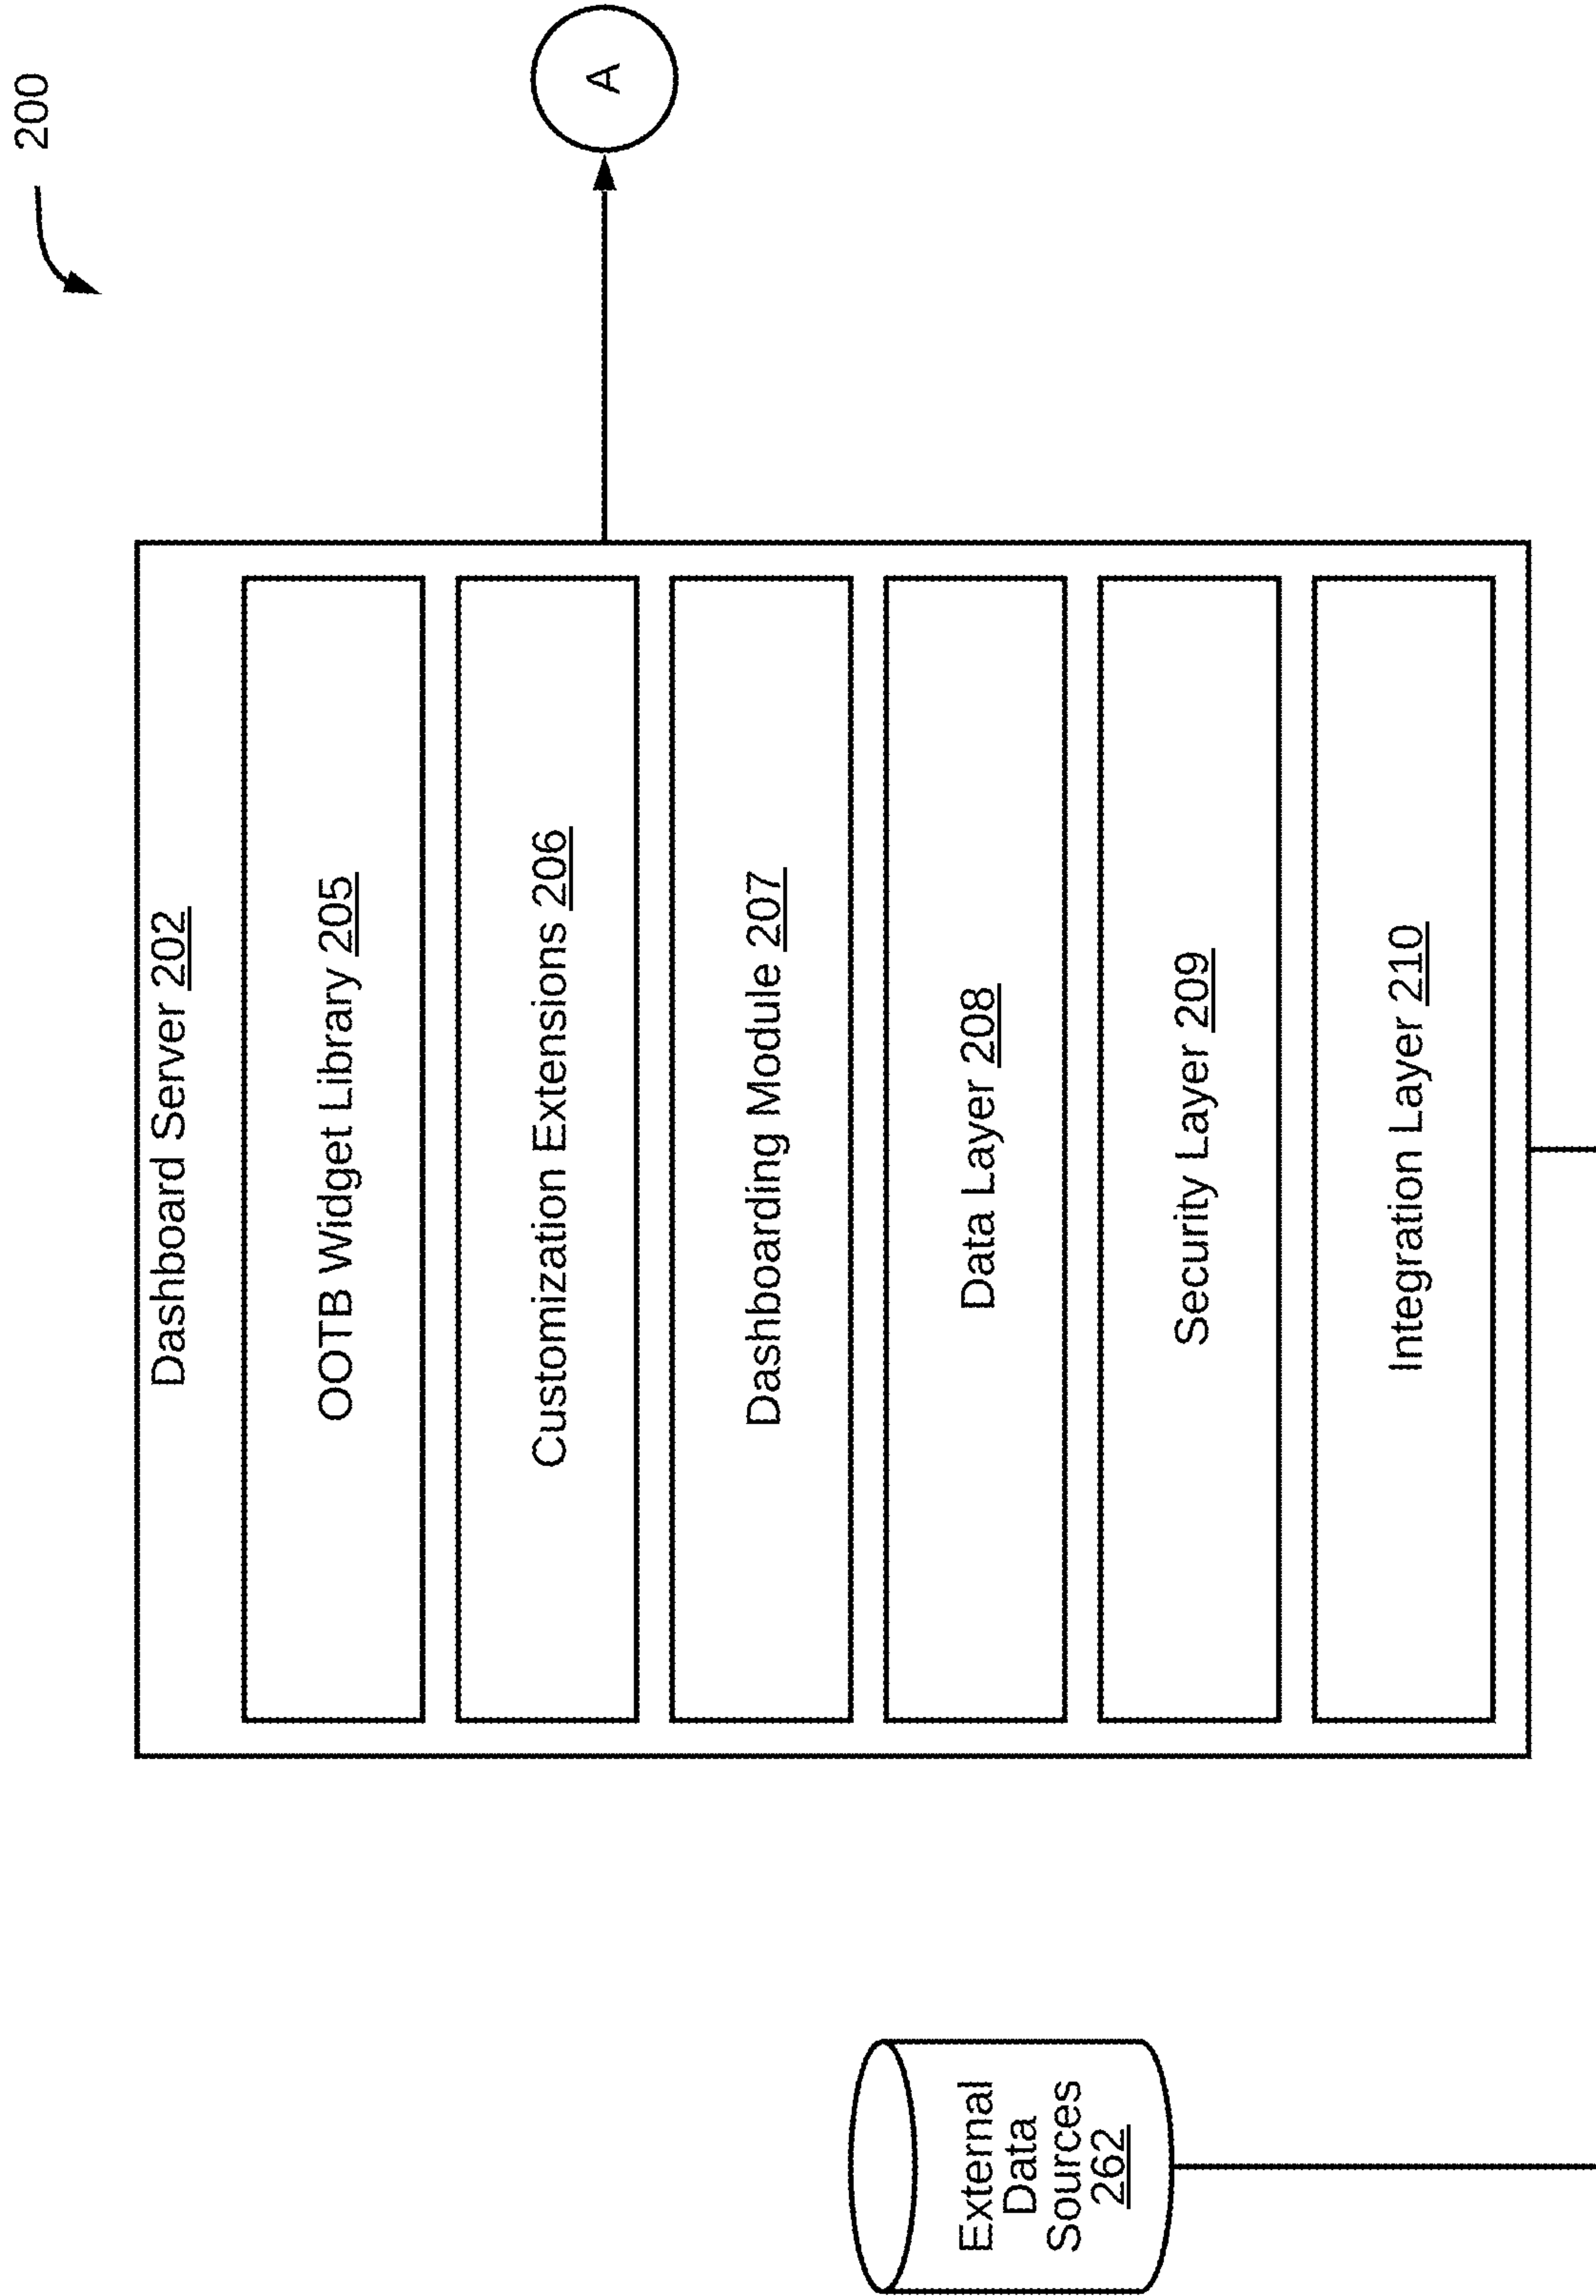 200
A
Dashboard Server 202
OOTB Widget Library 205
Customization Extensions 206
Dashboarding Module 207
Data Layer 208
Security Layer 209
Integration Layer 210
External
Data
Sources
262